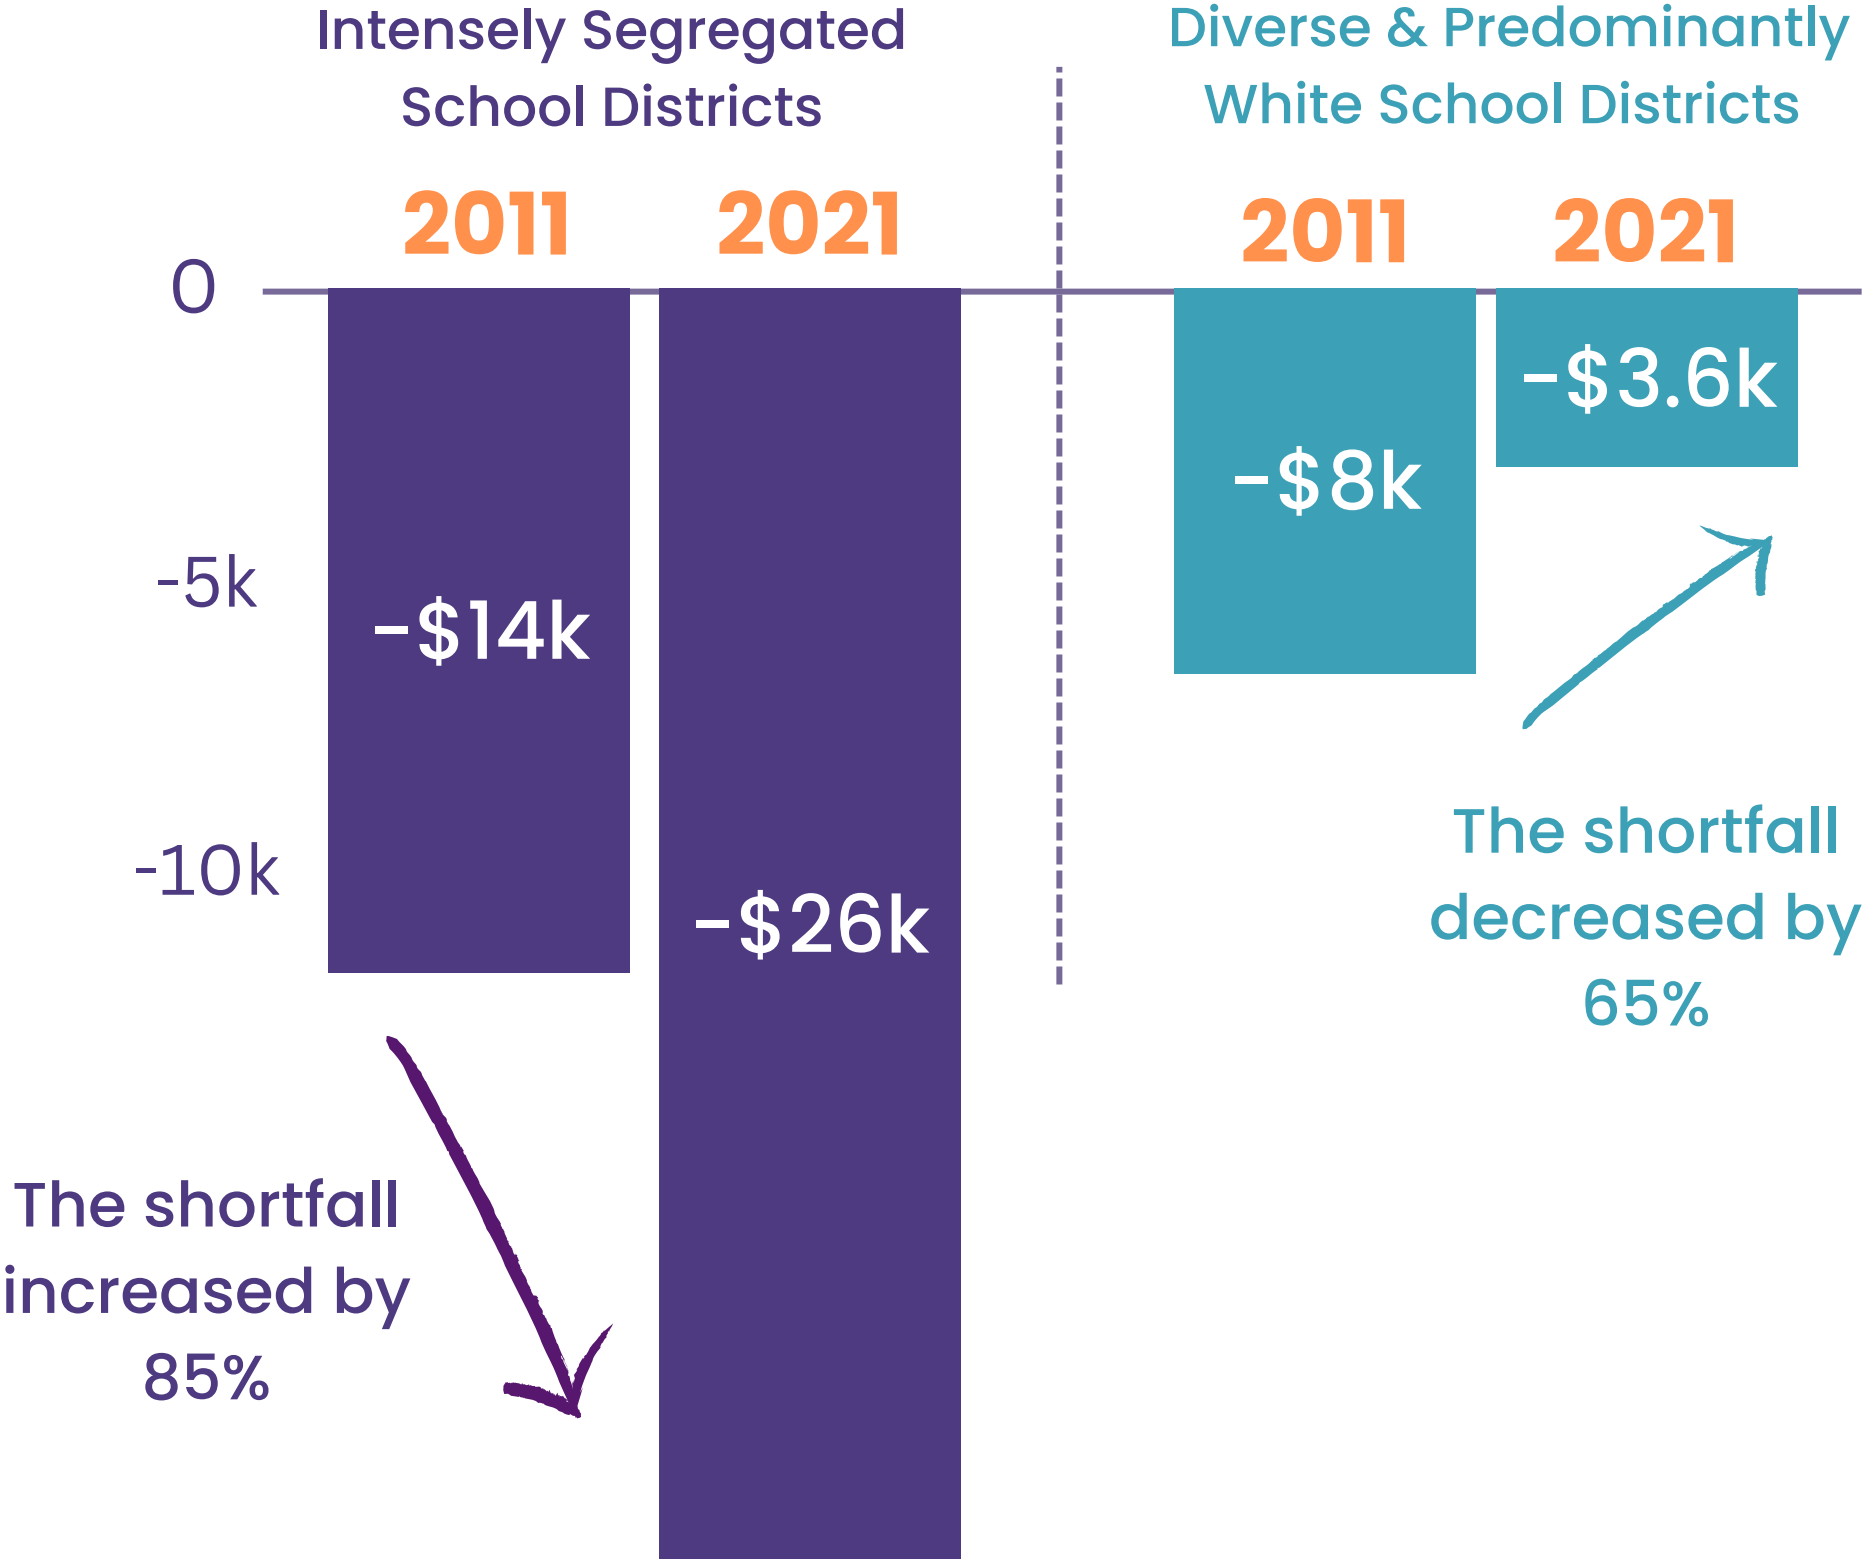 Intensely Segregated
School Districts
Diverse & Predominantly
White School Districts
2011
2021
2011
2021
0
-5k
-10k
-$14k
-$26k
-$8k
-$3.6k
The shortfall
increased by
85%
The shortfall
decreased by
65%